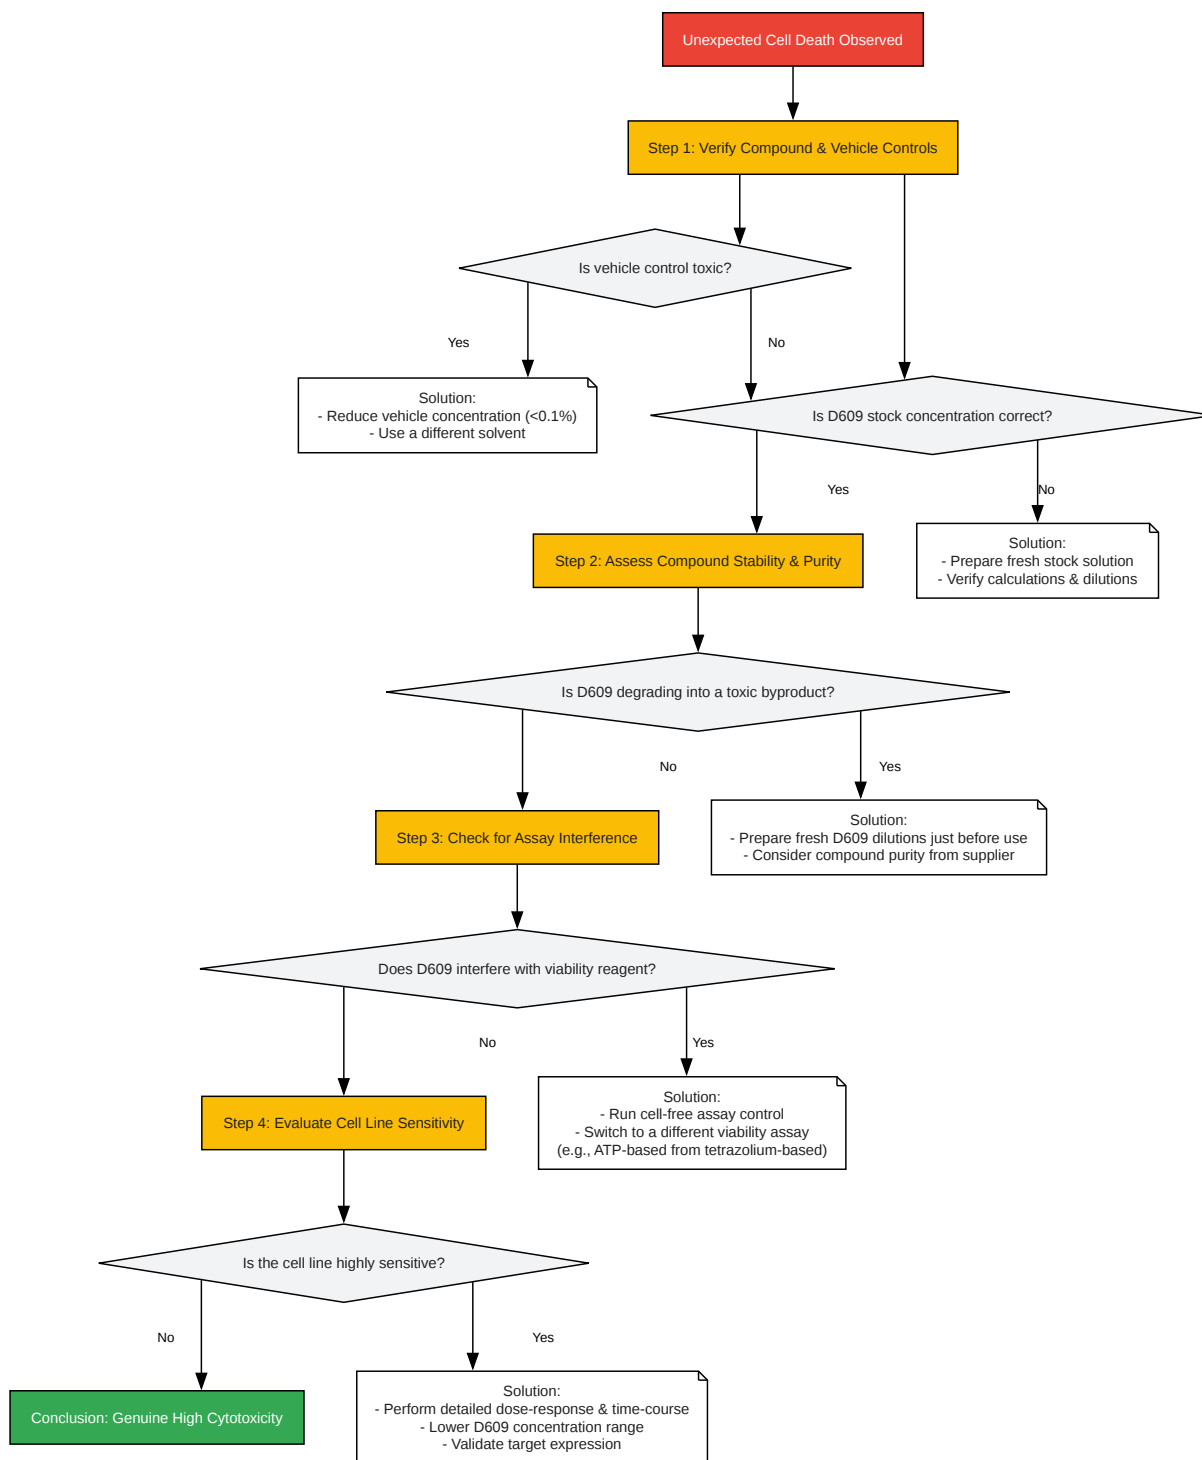 Unexpected Cell Death Observed
Step 1: Verify Compound & Vehicle Controls
Is vehicle control toxic?
Yes
No
Solution:
- Reduce vehicle concentration (<0.1%)
- Use a different solvent
Is D609 stock concentration correct?
Yes
No
Solution:
- Prepare fresh stock solution
- Verify calculations & dilutions
Step 2: Assess Compound Stability & Purity
Is D609 degrading into a toxic byproduct?
No
Yes
Solution:
- Prepare fresh D609 dilutions just before use
- Consider compound purity from supplier
Step 3: Check for Assay Interference
Does D609 interfere with viability reagent?
No
Yes
Solution:
- Run cell-free assay control
- Switch to a different viability assay
(e.g., ATP-based from tetrazolium-based)
Step 4: Evaluate Cell Line Sensitivity
Is the cell line highly sensitive?
No
Yes
Conclusion: Genuine High Cytotoxicity
Solution:
- Perform detailed dose-response & time-course
- Lower D609 concentration range
- Validate target expression